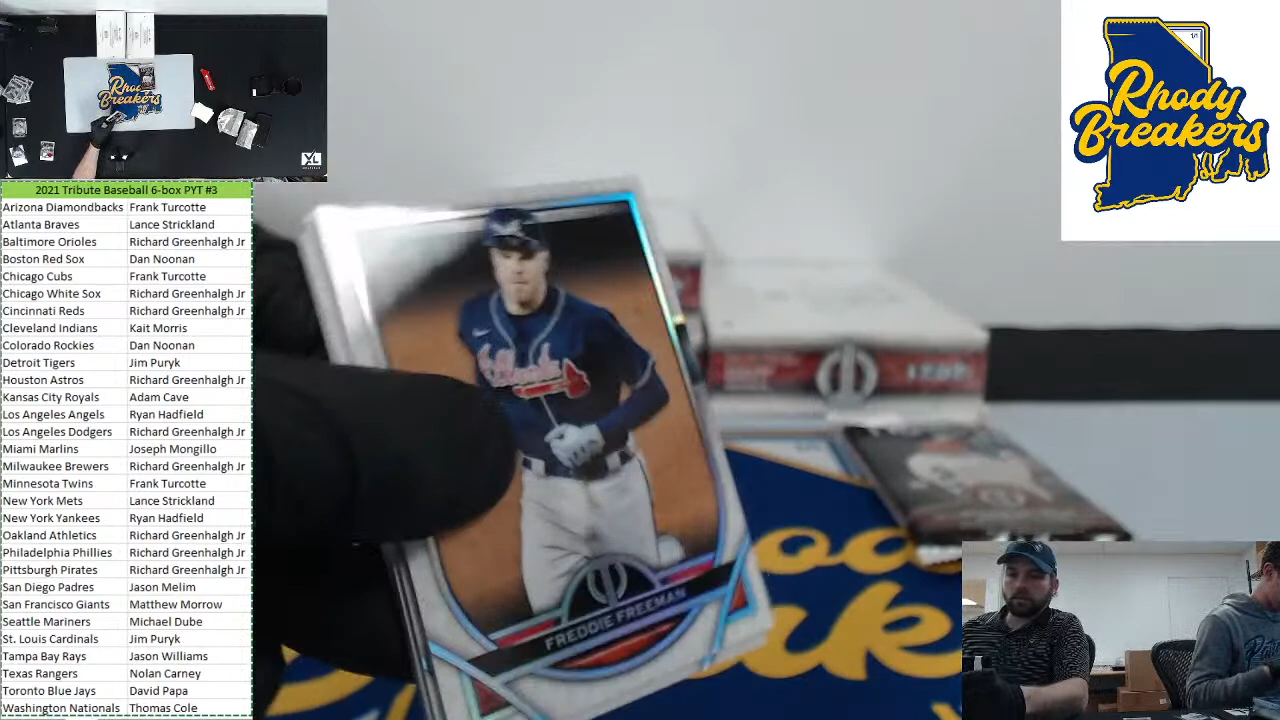 Rhody
Breakers
XL
Rhody
Breakers
2021 Tribute Baseball 6-box PYT #3
Arizona Diamondbacks Frank Turcotte
Atlanta Braves Lance Strickland
Baltimore Orioles Richard Greenhalgh Jr
Boston Red Sox Dan Noonan
Chicago Cubs Frank Turcotte
Chicago White Sox Richard Greenhalgh Jr
Cincinnati Reds Richard Greenhalgh Jr
Cleveland Indians Kait Morris
Colorado Rockies Dan Noonan
Detroit Tigers Jim Puryk
Houston Astros Richard Greenhalgh Jr
Kansas City Royals Adam Cave
Los Angeles Angels Ryan Hadfield
Los Angeles Dodgers Richard Greenhalgh Jr
Miami Marlins Joseph Mongillo
Milwaukee Brewers Richard Greenhalgh Jr
Minnesota Twins Frank Turcotte
New York Mets Lance Strickland
New York Yankees Ryan Hadfield
Oakland Athletics Richard Greenhalgh Jr
Philadelphia Phillies Richard Greenhalgh Jr
Pittsburgh Pirates Richard Greenhalgh Jr
San Diego Padres Jason Melim
San Francisco Giants Matthew Morrow
Seattle Mariners Michael Dube
St. Louis Cardinals Jim Puryk
Tampa Bay Rays Jason Williams
Texas Rangers Nolan Carney
Toronto Blue Jays David Papa
Washington Nationals Thomas Cole
FREDDIE FREEMAN